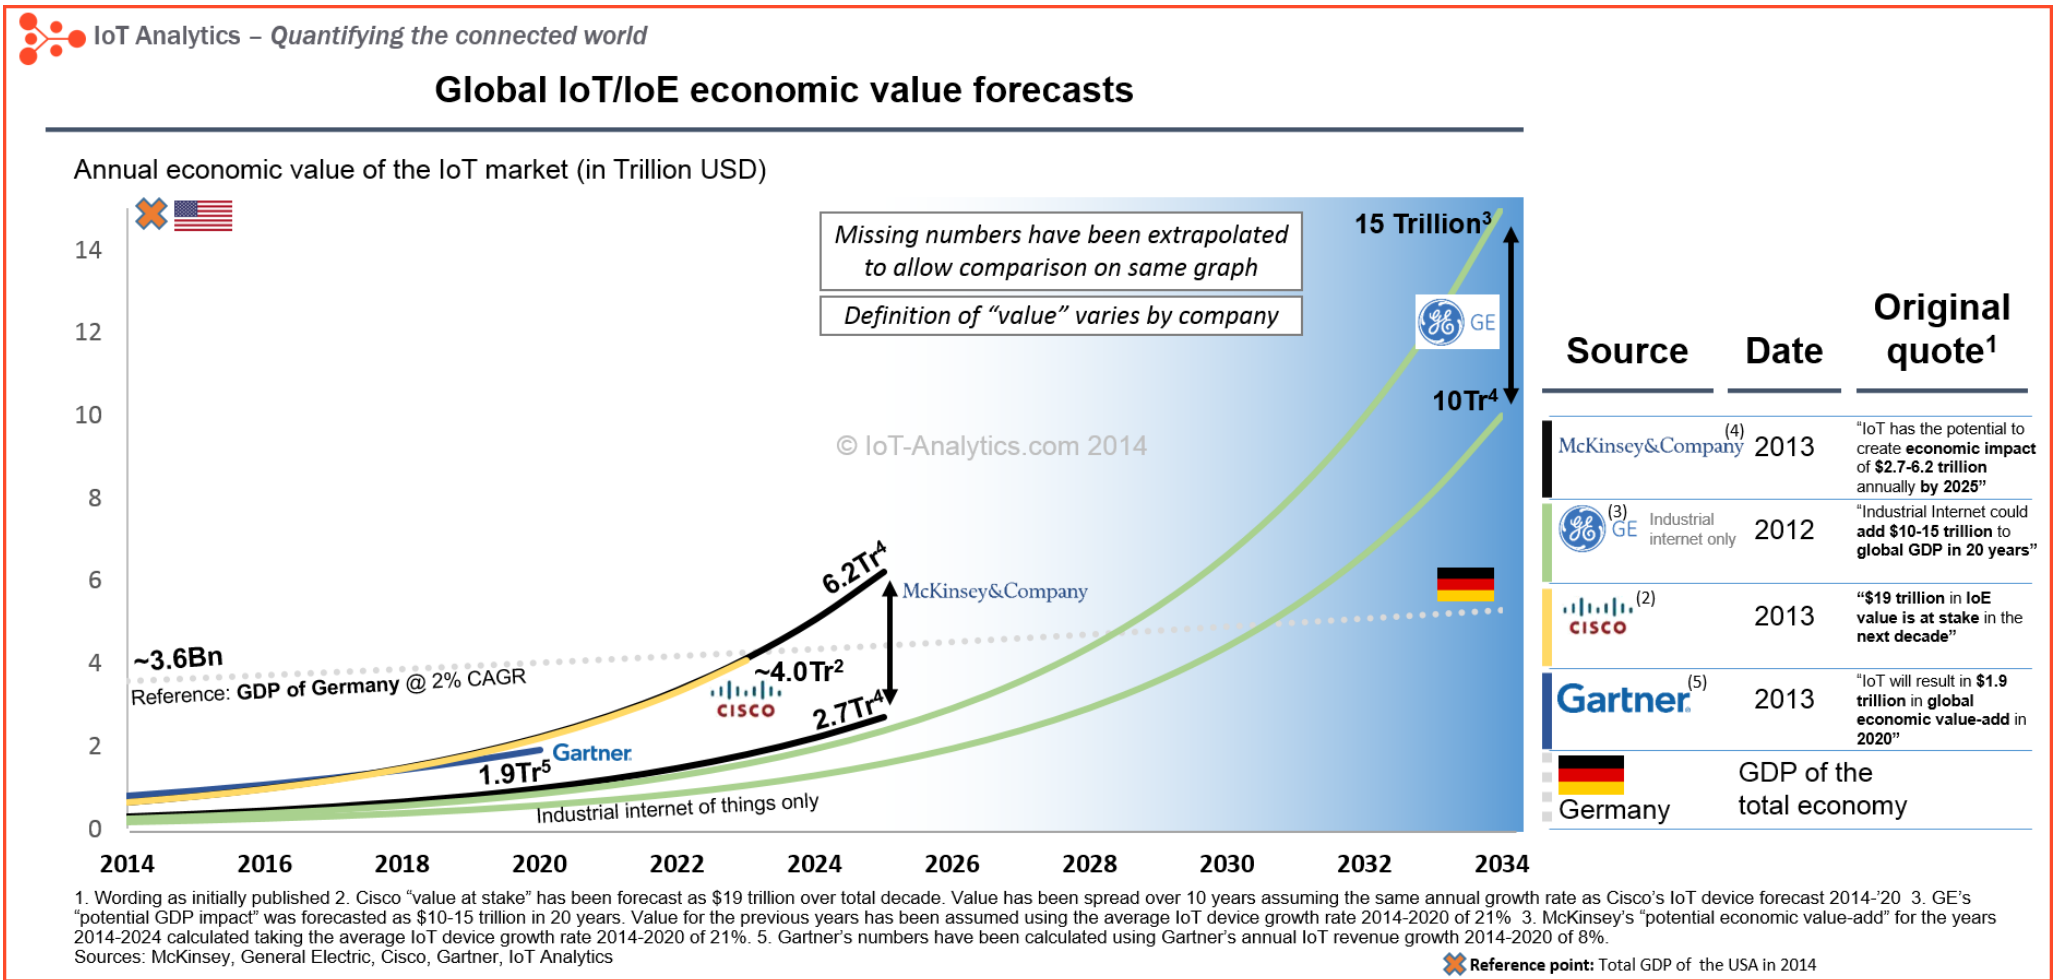 IoT Analytics – Quantifying the connected world
Global IoT/IoE economic value forecasts
Annual economic value of the IoT market (in Trillion USD)
14
12
10
8
6
4
2
0
2014
2016
2018
2020
2022
2024
2026
2028
2030
2032
2034
Missing numbers have been extrapolated
to allow comparison on same graph
Definition of “value” varies by company
15 Trillion³
GE
10Tr⁴
© IoT-Analytics.com 2014
6.2Tr⁴
McKinsey&Company
~3.6Bn
Reference: GDP of Germany @ 2% CAGR
~4.0Tr²
CISCO
2.7Tr⁴
Gartner.
1.9Tr⁵
Industrial internet of things only
Source
Date
Original
quote¹
McKinsey&Company (4)
2013
“IoT has the potential to
create economic impact
of $2.7-6.2 trillion
annually by 2025”
GE (3)
Industrial
internet only
2012
“Industrial Internet could
add $10-15 trillion to
global GDP in 20 years”
CISCO (2)
2013
“$19 trillion in IoE
value is at stake in the
next decade”
Gartner. (5)
2013
“IoT will result in $1.9
trillion in global
economic value-add in
2020”
Germany
GDP of the
total economy
1. Wording as initially published 2. Cisco “value at stake” has been forecast as $19 trillion over total decade. Value has been spread over 10 years assuming the same annual growth rate as Cisco’s IoT device forecast 2014-’20 3. GE’s
“potential GDP impact” was forecasted as $10-15 trillion in 20 years. Value for the previous years has been assumed using the average IoT device growth rate 2014-2020 of 21% 3. McKinsey’s “potential economic value-add” for the years
2014-2024 calculated taking the average IoT device growth rate 2014-2020 of 21%. 5. Gartner’s numbers have been calculated using Gartner’s annual IoT revenue growth 2014-2020 of 8%.
Sources: McKinsey, General Electric, Cisco, Gartner, IoT Analytics
Reference point: Total GDP of the USA in 2014